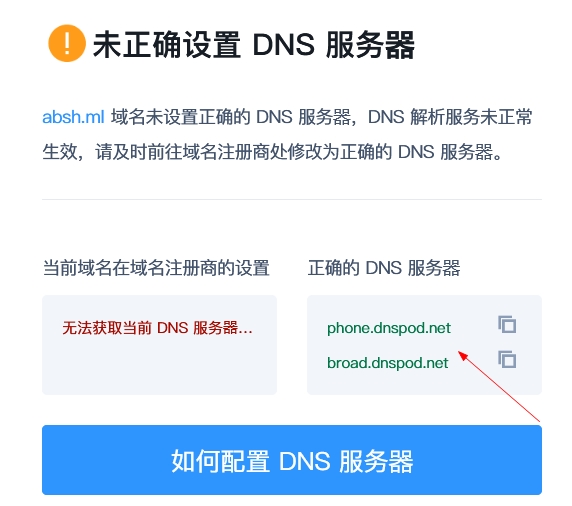 未正确设置 DNS 服务器
absh.ml 域名未设置正确的 DNS 服务器，DNS 解析服务未正常
生效，请及时前往域名注册商处修改为正确的 DNS 服务器。
当前域名在域名注册商的设置
无法获取当前 DNS 服务器...
正确的 DNS 服务器
phone.dnspod.net
broad.dnspod.net
如何配置 DNS 服务器